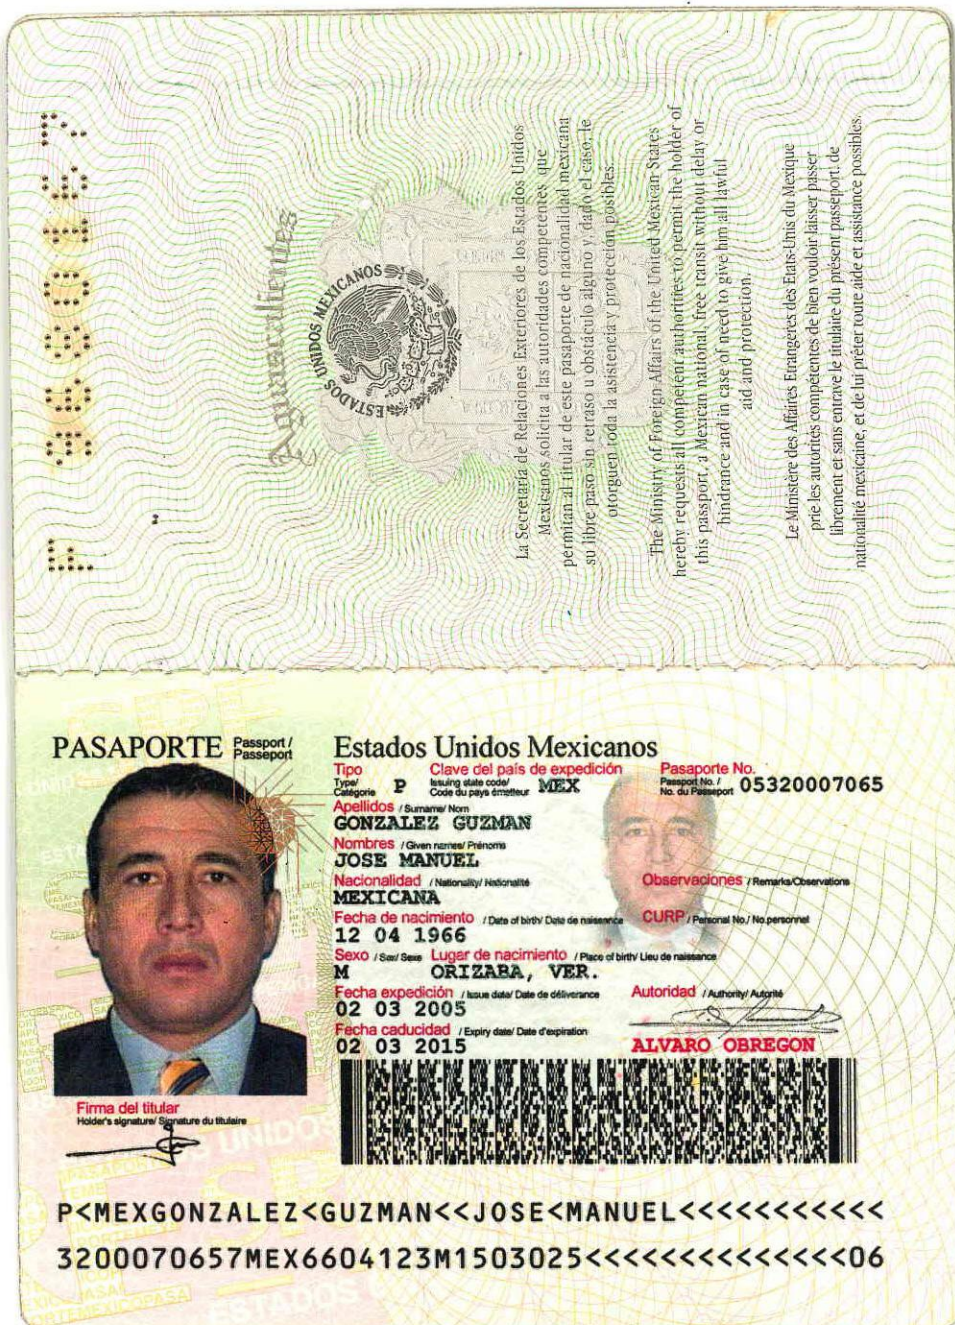 Aguascalientes
ESTADOS UNIDOS MEXICANOS
La Secretaría de Relaciones Exteriores de los Estados Unidos
Mexicanos solicita a las autoridades competentes que
permitan al titular de este pasaporte de nacionalidad mexicana
su libre paso sin retraso u obstáculo alguno y, dado el caso, le
otorguen toda la asistencia y protección posibles.
The Ministry of Foreign Affairs of the United Mexican States
hereby requests all competent authorities to permit the holder of
this passport, a Mexican national, free transit without delay or
hindrance and in case of need to give him all lawful
aid and protection.
Le Ministère des Affaires Etrangeres des Etats-Unis du Mexique
prie les autorités compétentes de bien vouloir laisser passer
librement et sans entrave le titulaire du présent passeport, de
nationalité mexicaine, et de lui prêter toute aide et assistance possibles.
PASAPORTE Passport / Passeport
Estados Unidos Mexicanos
Tipo Clave del país de expedición Pasaporte No.
Type/ Catégorie P Issuing state code/ Code du pays émetteur MEX Passport No. / No. du Passeport 05320007065
Apellidos / Surname/ Nom
GONZALEZ GUZMAN
Nombres / Given names/ Prénoms
JOSE MANUEL
Nacionalidad / Nationality/ Nationalité Observaciones / Remarks/Observations
MEXICANA
Fecha de nacimiento / Date of birth/ Date de naissance CURP / Personal No./ No.personnel
12 04 1966
Sexo / Sex/ Sexe Lugar de nacimiento / Place of birth/ Lieu de naissance
M ORIZABA, VER.
Fecha expedición / Issue date/ Date de délivrance Autoridad / Authority/ Autorité
02 03 2005
Fecha caducidad / Expiry date/ Date d'expiration
02 03 2015 ALVARO OBREGON
Firma del titular
Holder's signature/ Signature du titulaire
P<MEXGONZALEZ<GUZMAN<<JOSE<MANUEL<<<<<<<<<<<
3200070657MEX6604123M1503025<<<<<<<<<<<<<<06